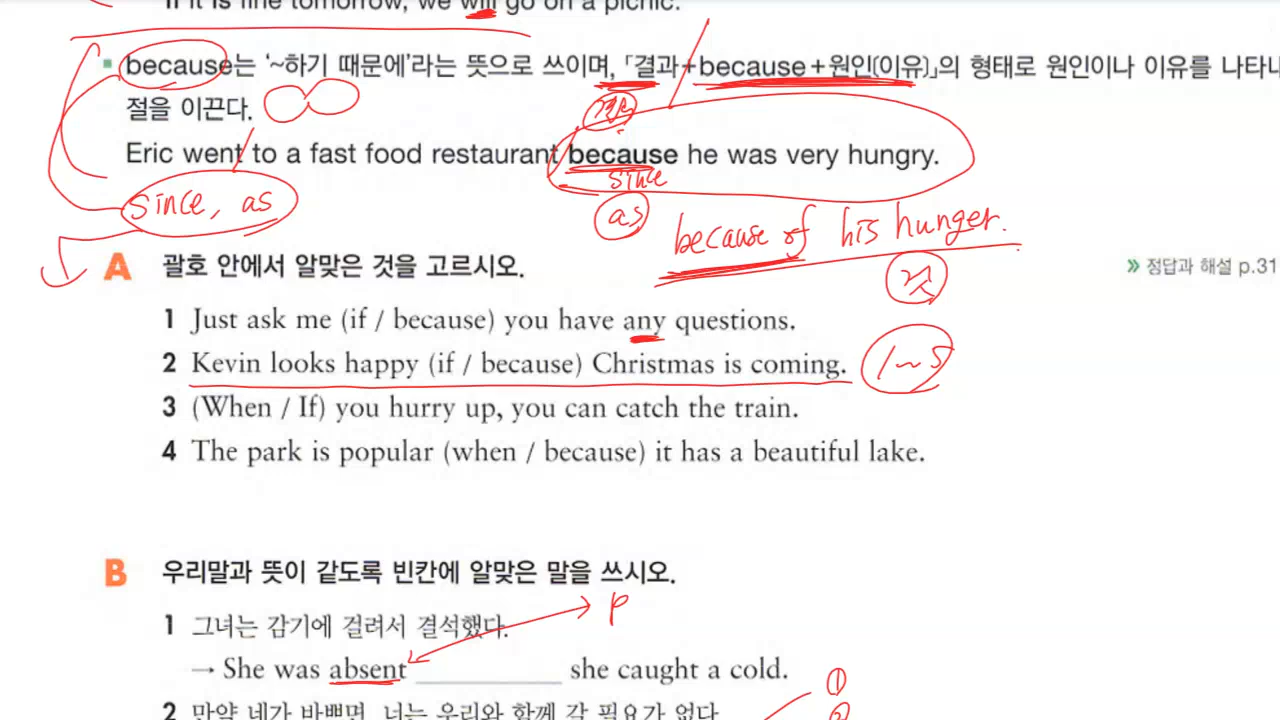 If it is fine tomorrow, we will go on a picnic.
because는 '~하기 때문에'라는 뜻으로 쓰이며, 「결과+because+원인(이유)」의 형태로 원인이나 이유를 나타내
절을 이끈다.
Eric went to a fast food restaurant because he was very hungry.
since
since, as
as
because of his hunger.
A 괄호 안에서 알맞은 것을 고르시오.
» 정답과 해설 p.31
1 Just ask me (if / because) you have any questions.
2 Kevin looks happy (if / because) Christmas is coming.
1~5
3 (When / If) you hurry up, you can catch the train.
4 The park is popular (when / because) it has a beautiful lake.
B 우리말과 뜻이 같도록 빈칸에 알맞은 말을 쓰시오.
p
1 그녀는 감기에 걸려서 결석했다.
→ She was absent __________ she caught a cold.
①
2 만약 네가 바쁘면, 너는 우리와 함께 갈 필요가 없다
②